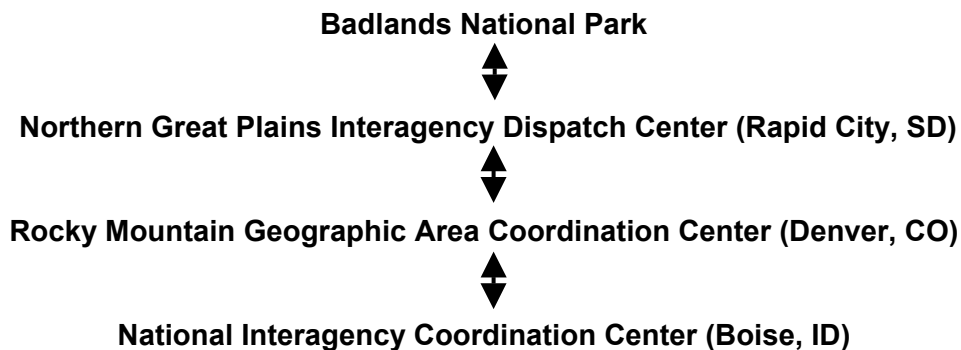 Badlands National Park
Northern Great Plains Interagency Dispatch Center (Rapid City, SD)
Rocky Mountain Geographic Area Coordination Center (Denver, CO)
National Interagency Coordination Center (Boise, ID)